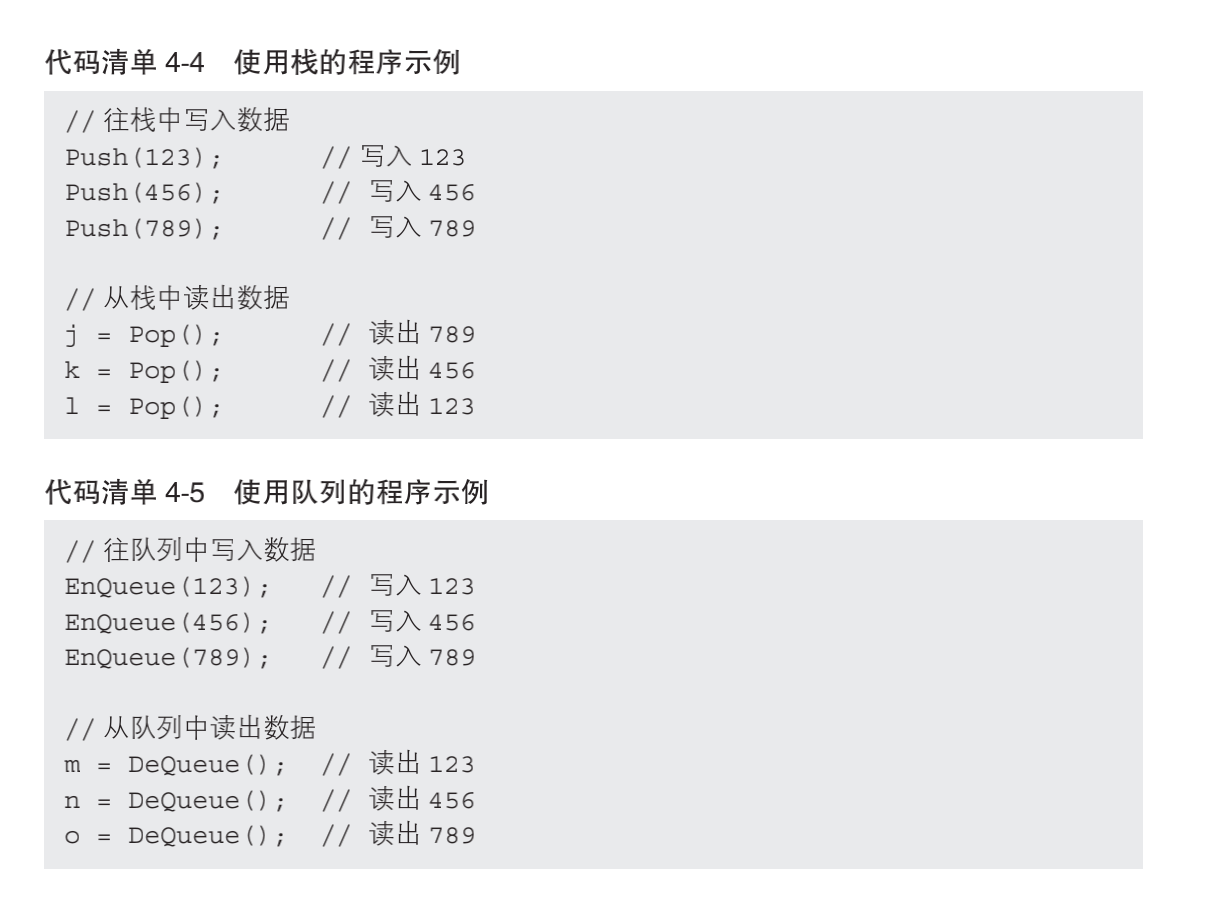 代码清单 4-4　使用栈的程序示例
// 往栈中写入数据
Push(123);      // 写入 123
Push(456);      // 写入 456
Push(789);      // 写入 789
// 从栈中读出数据
j = Pop();      // 读出 789
k = Pop();      // 读出 456
l = Pop();      // 读出 123
代码清单 4-5　使用队列的程序示例
// 往队列中写入数据
EnQueue(123);   // 写入 123
EnQueue(456);   // 写入 456
EnQueue(789);   // 写入 789
// 从队列中读出数据
m = DeQueue();  // 读出 123
n = DeQueue();  // 读出 456
o = DeQueue();  // 读出 789